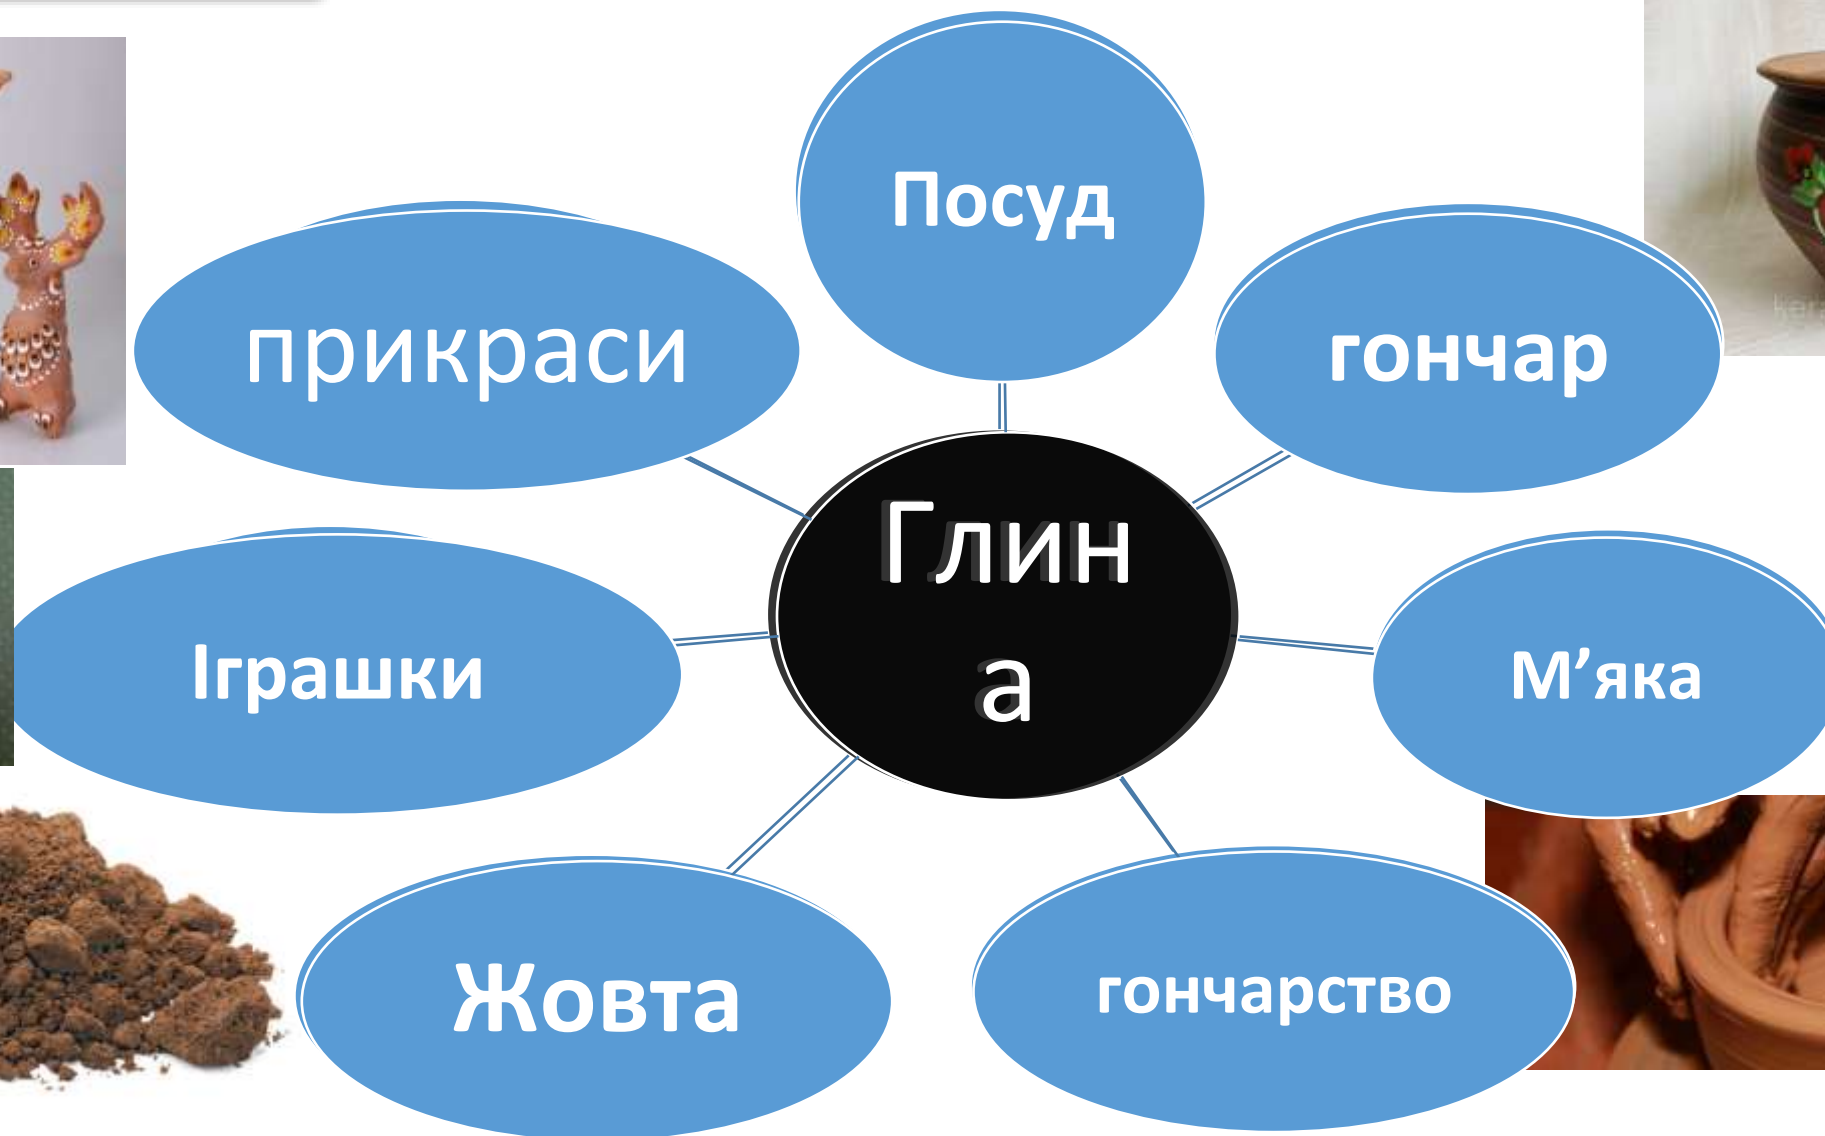 Посуд
прикраси
гончар
Глин
а
Іграшки
М’яка
Жовта
гончарство